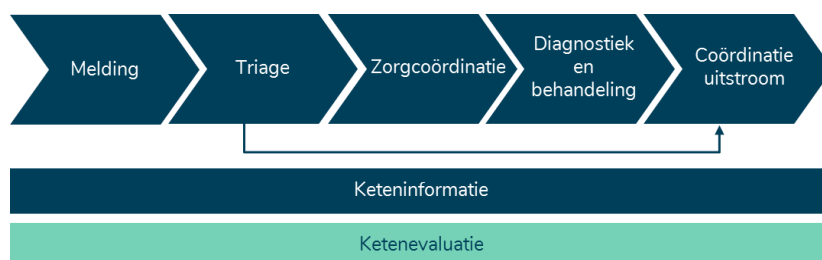 Melding
Triage
Zorgcoördinatie
Diagnostiek
en
behandeling
Coördinatie
uitstroom
Keteninformatie
Ketenevaluatie